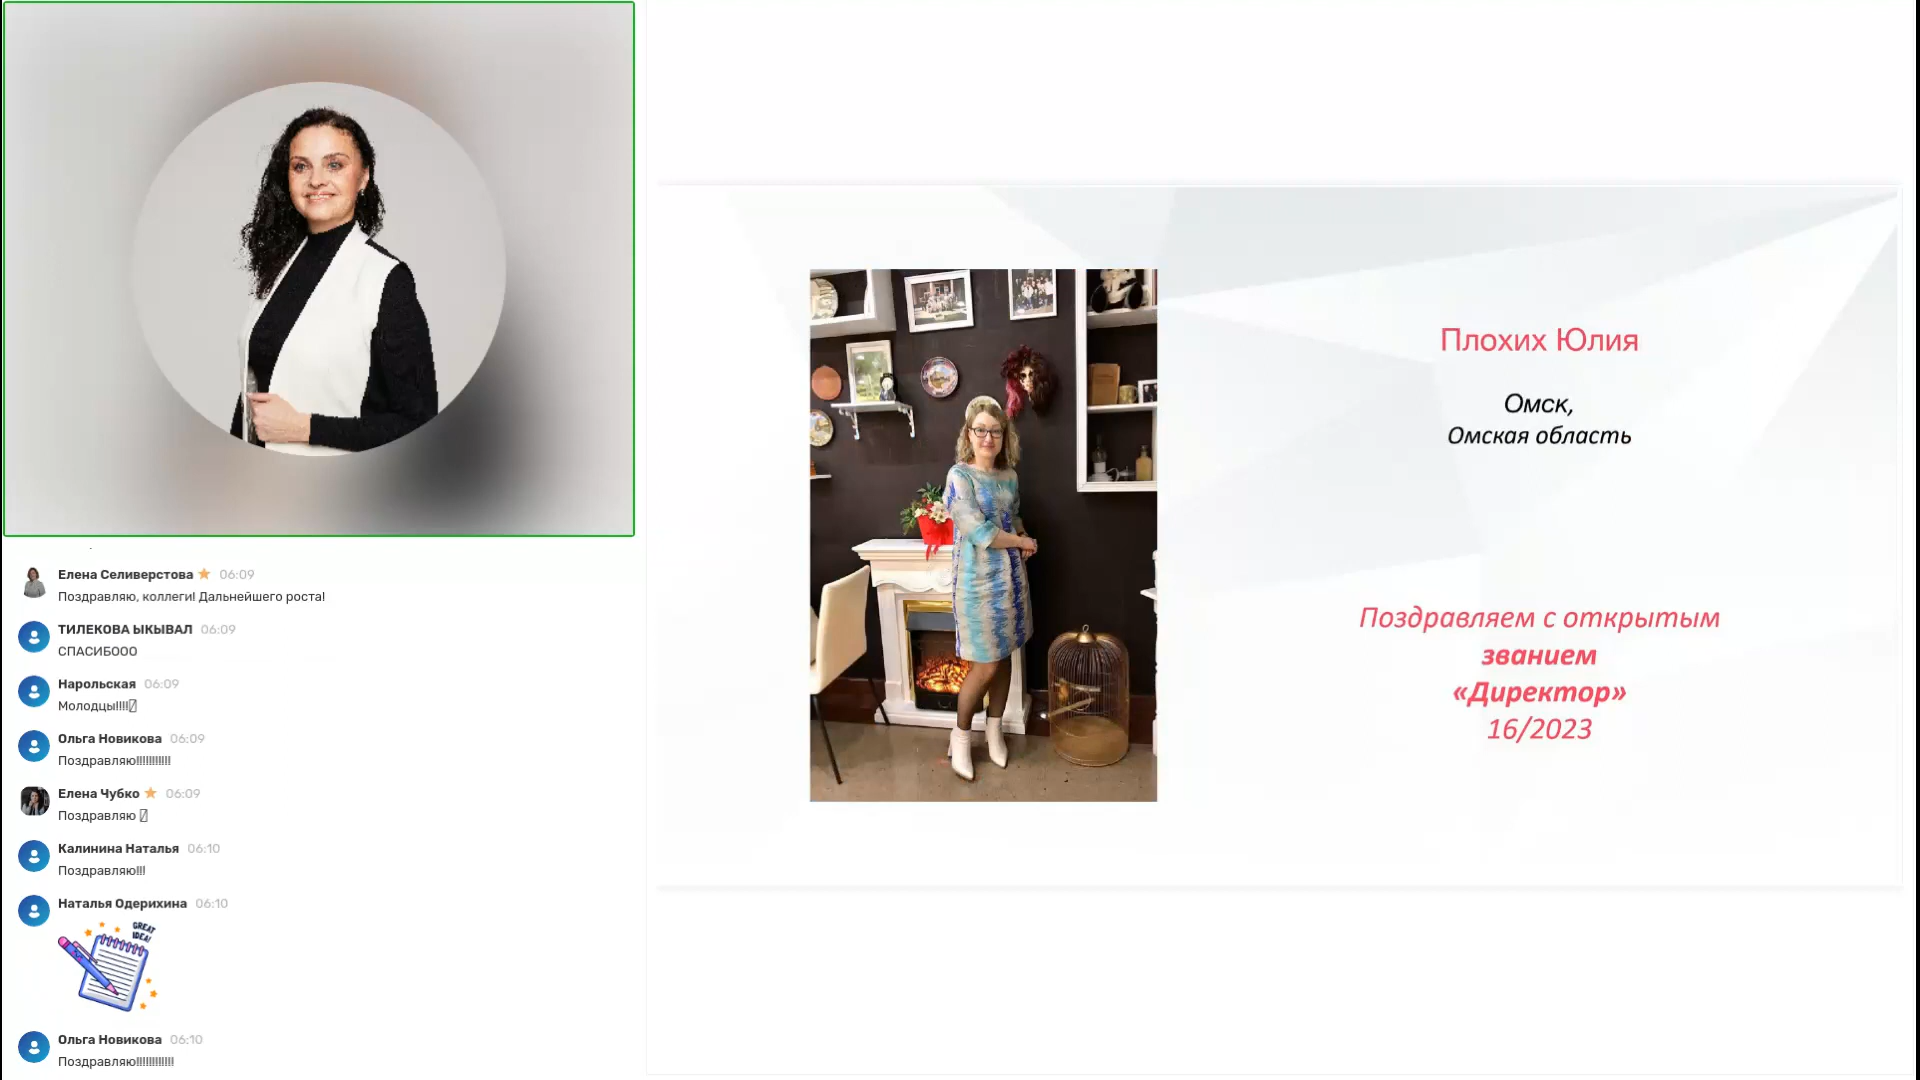 Елена Селиверстова 06:09
Поздравляю, коллеги! Дальнейшего роста!
ТИЛЕКОВА ЫКЫВАЛ 06:09
СПАСИБООО
Нарольская 06:09
Молодцы!!!!
Ольга Новикова 06:09
Поздравляю!!!!!!!!!!!
Елена Чубко 06:09
Поздравляю
Калинина Наталья 06:10
Поздравляю!!!
Наталья Одерихина 06:10
GREAT
IDEA!
Ольга Новикова 06:10
Поздравляю!!!!!!!!!!!!
Плохих Юлия
Омск,
Омская область
Поздравляем с открытым
званием
«Директор»
16/2023